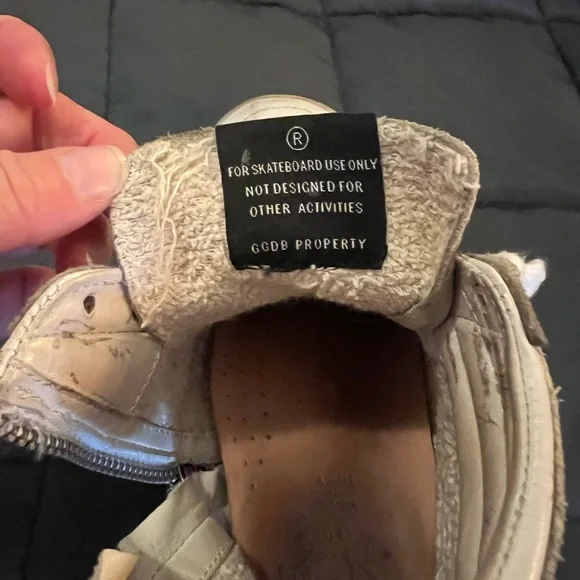 ®
FOR SKATEBOARD USE ONLY
NOT DESIGNED FOR
OTHER ACTIVITIES
GGDB PROPERTY